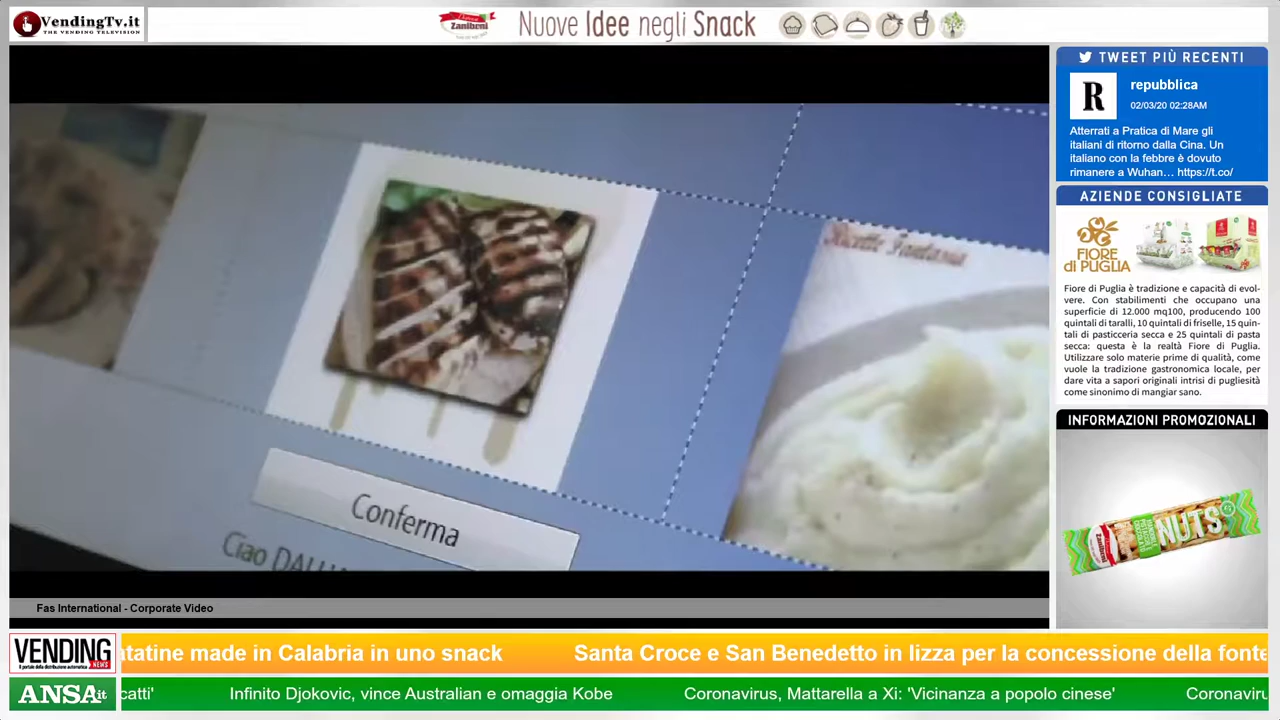 VendingTv.it
THE VENDING TELEVISION
Zaniboni
Nuove Idee negli Snack
TWEET PIÙ RECENTI
R
repubblica
02/03/20 02:28AM
Atterrati a Pratica di Mare gli
italiani di ritorno dalla Cina. Un
italiano con la febbre è dovuto
rimanere a Wuhan… https://t.co/
AZIENDE CONSIGLIATE
FIORE
di PUGLIA
Fiore di Puglia è tradizione e capacità di evol-
vere. Con stabilimenti che occupano una
superficie di 12.000 mq100, producendo 100
quintali di taralli, 10 quintali di friselle, 15 quin-
tali di pasticceria secca e 25 quintali di pasta
secca: questa è la realtà Fiore di Puglia.
Utilizzare solo materie prime di qualità, come
vuole la tradizione gastronomica locale, per
dare vita a sapori originali intrisi di pugliesità
come sinonimo di mangiar sano.
INFORMAZIONI PROMOZIONALI
Zaniboni
NUTS
Conferma
Ciao
Fas International - Corporate Video
VENDING
NEWS
Il portale della distribuzione automatica
atatine made in Calabria in uno snack
Santa Croce e San Benedetto in lizza per la concessione della fonte
ANSA.it
catti'
Infinito Djokovic, vince Australian e omaggia Kobe
Coronavirus, Mattarella a Xi: 'Vicinanza a popolo cinese'
Coronaviru